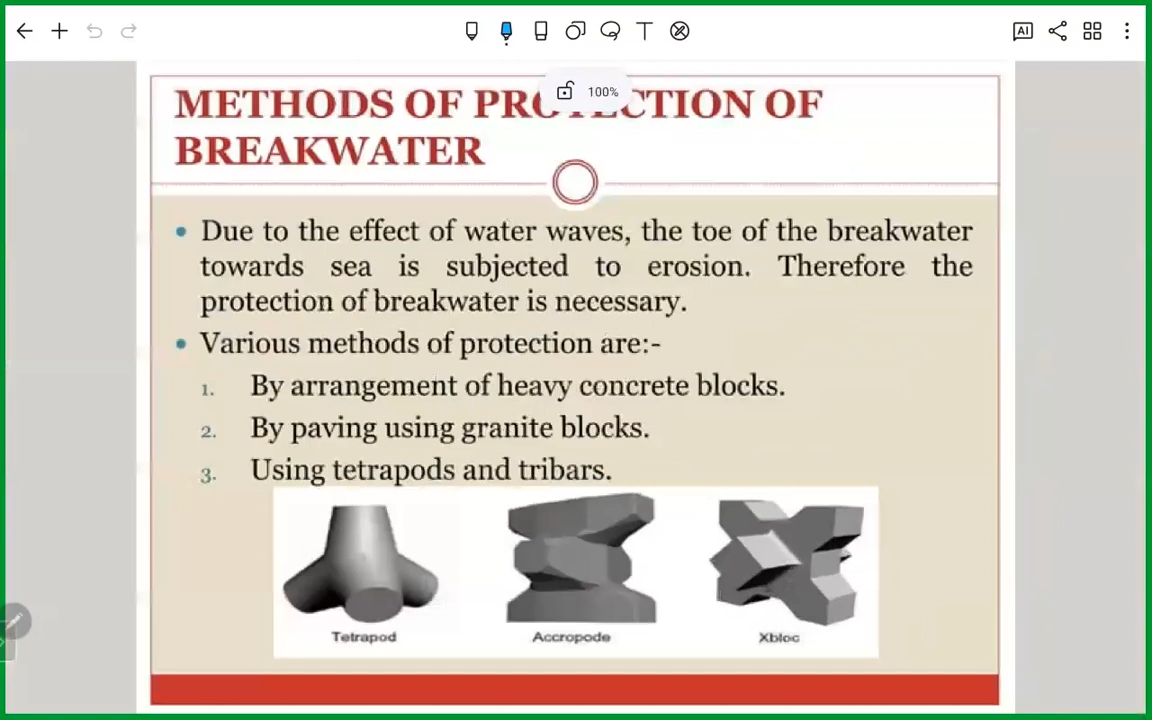 AI
100%
METHODS OF PROTECTION OF
BREAKWATER
• Due to the effect of water waves, the toe of the breakwater
towards sea is subjected to erosion. Therefore the
protection of breakwater is necessary.
• Various methods of protection are:-
1. By arrangement of heavy concrete blocks.
2. By paving using granite blocks.
3. Using tetrapods and tribars.
Tetrapod Accropode Xbloc